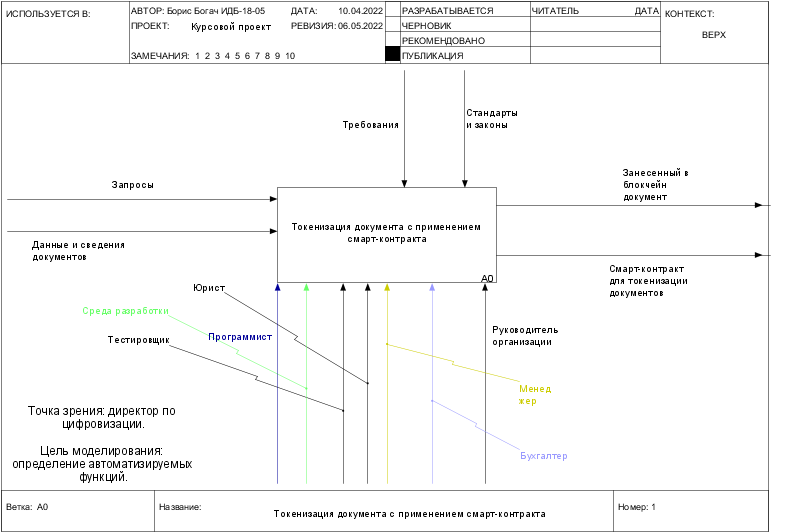 ИСПОЛЬЗУЕТСЯ В:
АВТОР: Борис Богач ИДБ-18-05
ДАТА: 10.04.2022
ПРОЕКТ: Курсовой проект
РЕВИЗИЯ: 06.05.2022
ЗАМЕЧАНИЯ: 1 2 3 4 5 6 7 8 9 10
РАЗРАБАТЫВАЕТСЯ
ЧЕРНОВИК
РЕКОМЕНДОВАНО
ПУБЛИКАЦИЯ
ЧИТАТЕЛЬ
ДАТА
КОНТЕКСТ:
ВЕРХ
Требования
Стандарты
и законы
Запросы
Данные и сведения
документов
Токенизация документа с применением
смарт-контракта
A0
Занесенный в
блокчейн
документ
Смарт-контракт
для токенизации
документов
Юрист
Среда разработки
Тестировщик
Программист
Руководитель
организации
Менед
жер
Бухгалтер
Точка зрения: директор по
цифровизации.
Цель моделирования:
определение автоматизируемых
функций.
Ветка: A0
Название:
Токенизация документа с применением смарт-контракта
Номер: 1